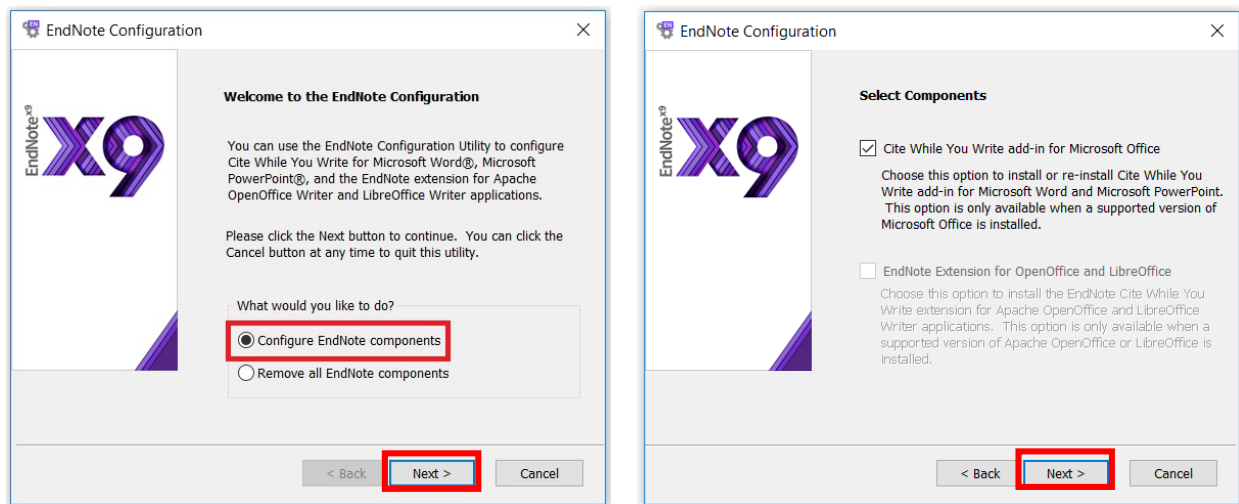 EndNote Configuration
EndNote X9
X9
Welcome to the EndNote Configuration
You can use the EndNote Configuration Utility to configure
Cite While You Write for Microsoft Word®, Microsoft
PowerPoint®, and the EndNote extension for Apache
OpenOffice Writer and LibreOffice Writer applications.
Please click the Next button to continue.  You can click the
Cancel button at any time to quit this utility.
What would you like to do?
Configure EndNote components
Remove all EndNote components
< Back
Next >
Cancel
EndNote Configuration
EndNote X9
X9
Select Components
Cite While You Write add-in for Microsoft Office
Choose this option to install or re-install Cite While You
Write add-in for Microsoft Word and Microsoft PowerPoint.
This option is only available when a supported version of
Microsoft Office is installed.
EndNote Extension for OpenOffice and LibreOffice
Choose this option to install the EndNote Cite While You
Write extension for Apache OpenOffice and LibreOffice
Writer applications.  This option is only available when a
supported version of Apache OpenOffice or LibreOffice is
installed.
< Back
Next >
Cancel